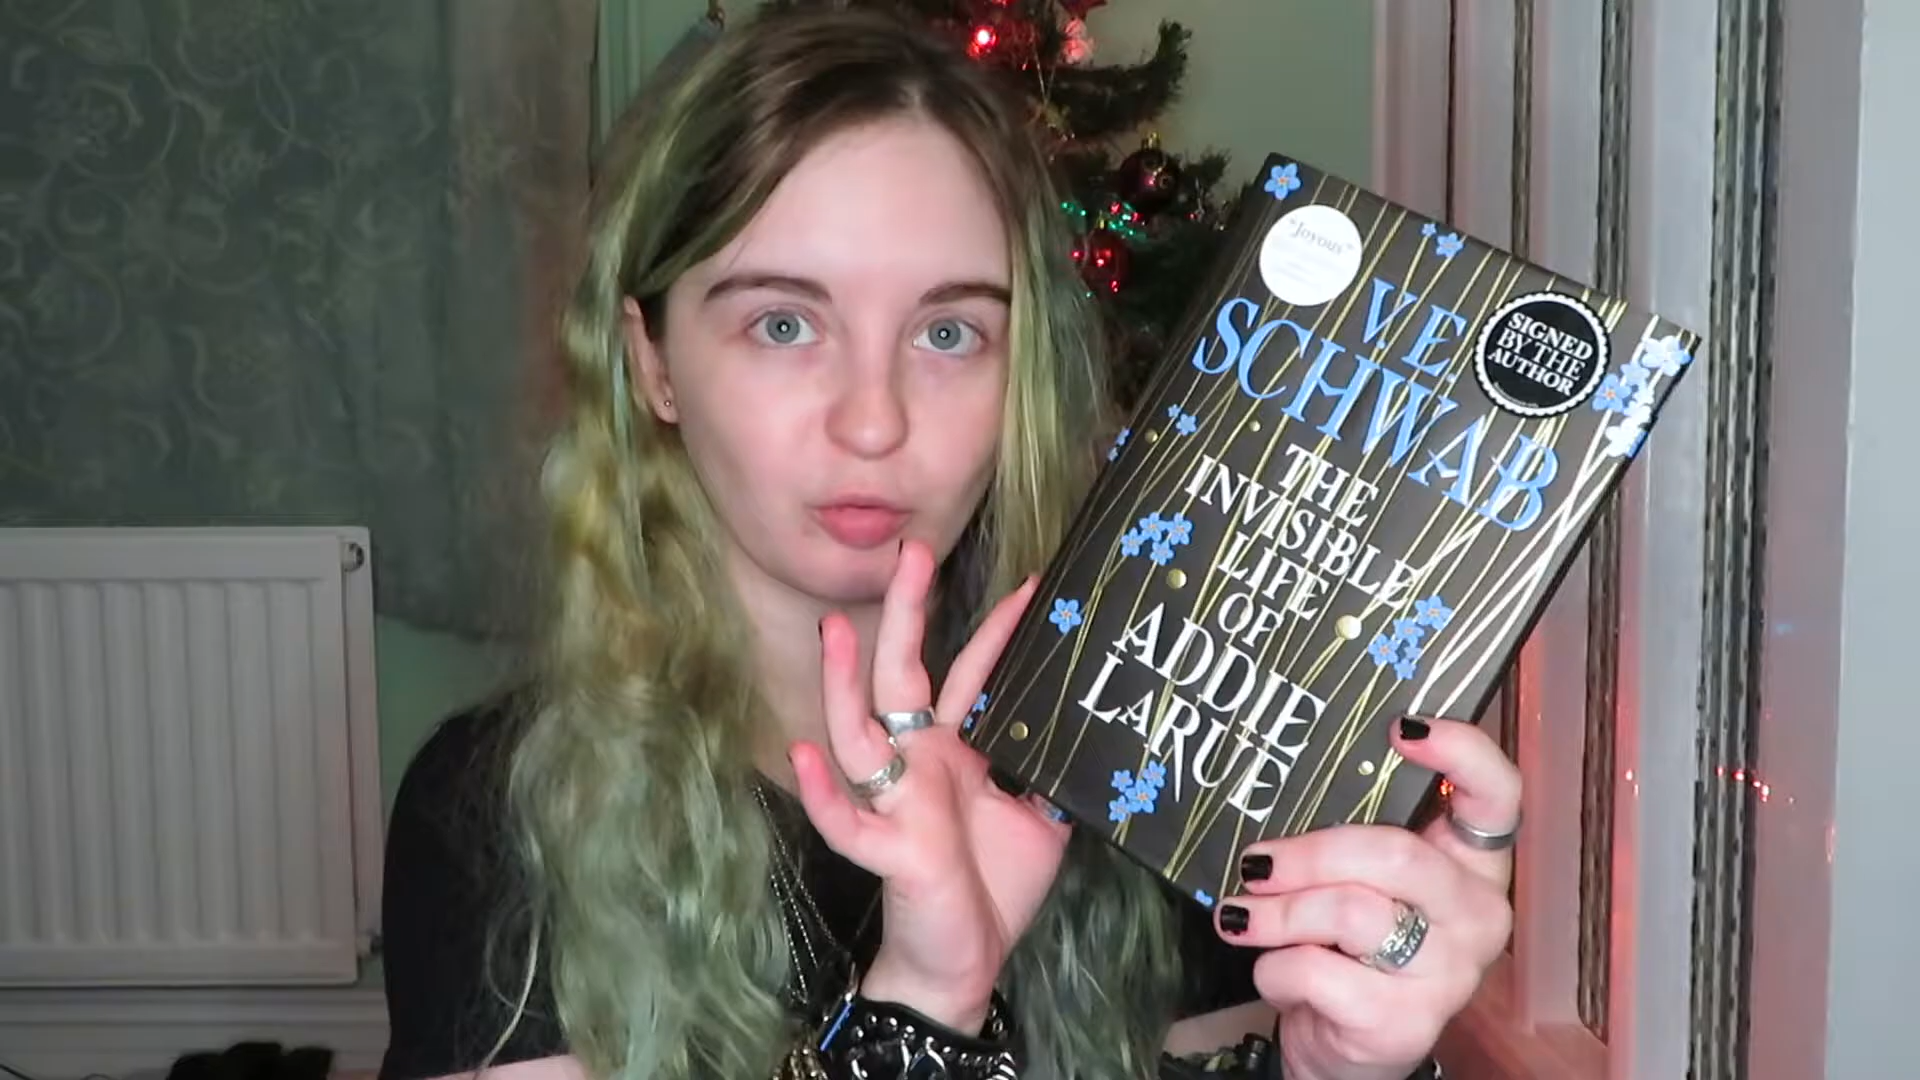 "Joyous"
V. E.
SCHWAB
SIGNED
BY THE
AUTHOR
THE
INVISIBLE
LIFE
OF
ADDIE
LARUE